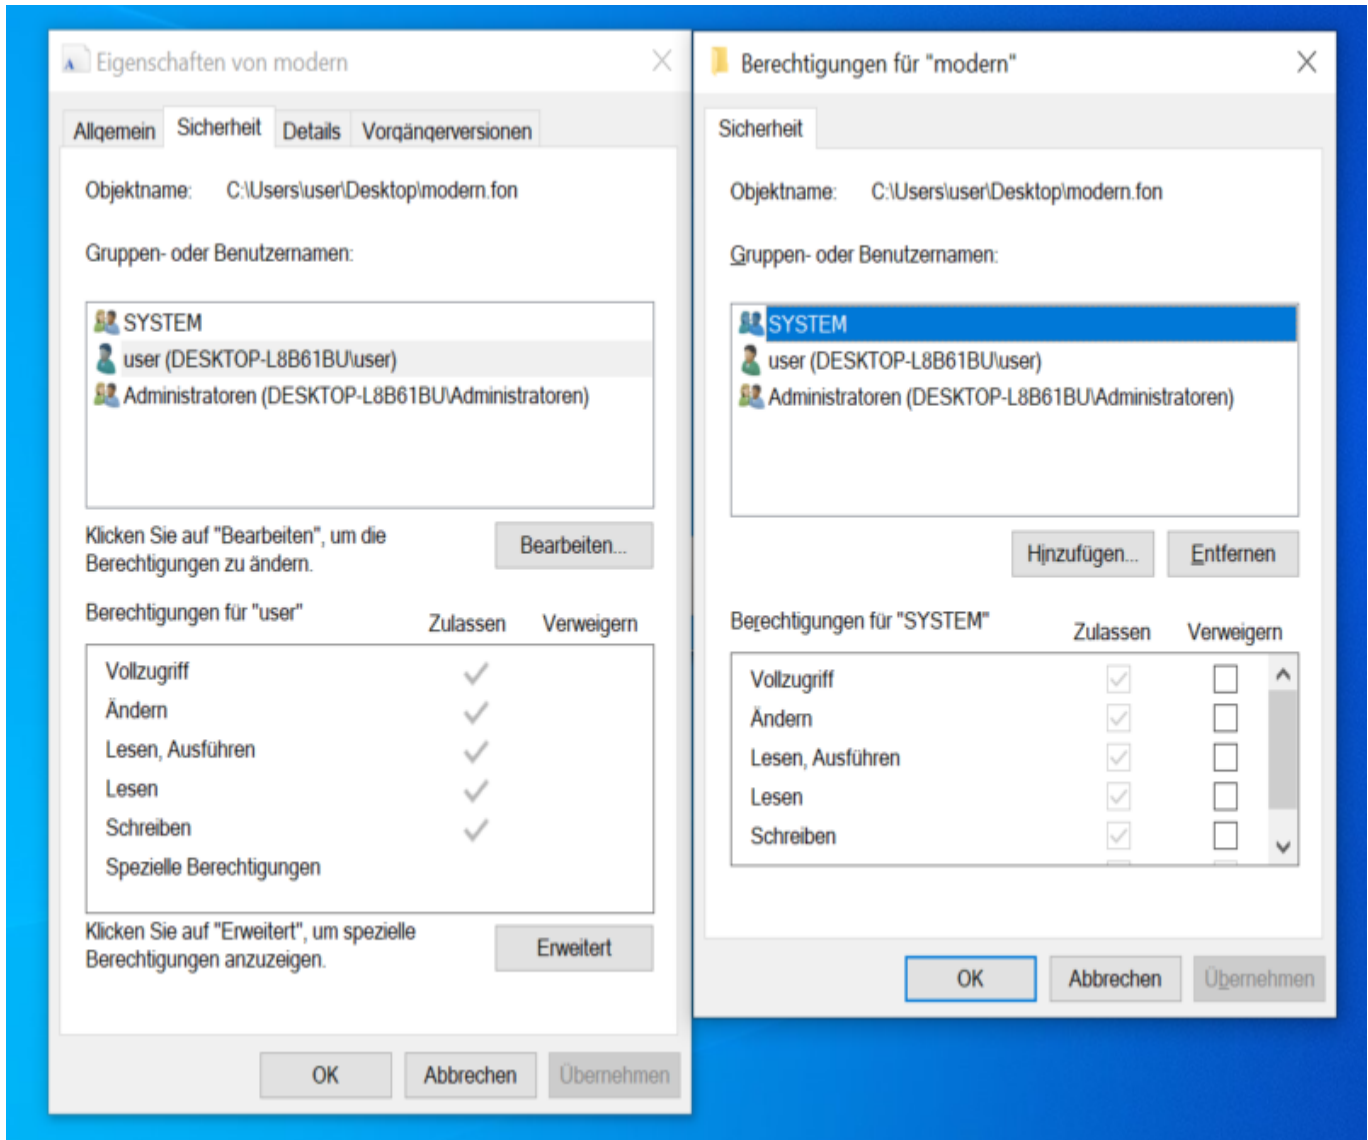 Eigenschaften von modern
Allgemein Sicherheit Details Vorgängerversionen
Objektname: C:\Users\user\Desktop\modern.fon
Gruppen- oder Benutzernamen:
SYSTEM
user (DESKTOP-L8B61BU\user)
Administratoren (DESKTOP-L8B61BU\Administratoren)
Klicken Sie auf "Bearbeiten", um die
Berechtigungen zu ändern.
Bearbeiten...
Berechtigungen für "user"
Zulassen Verweigern
Vollzugriff
Ändern
Lesen, Ausführen
Lesen
Schreiben
Spezielle Berechtigungen
Klicken Sie auf "Erweitert", um spezielle
Berechtigungen anzuzeigen.
Erweitert
OK Abbrechen Übernehmen
Berechtigungen für "modern"
Sicherheit
Objektname: C:\Users\user\Desktop\modern.fon
Gruppen- oder Benutzernamen:
SYSTEM
user (DESKTOP-L8B61BU\user)
Administratoren (DESKTOP-L8B61BU\Administratoren)
Hinzufügen... Entfernen
Berechtigungen für "SYSTEM"
Zulassen Verweigern
Vollzugriff
Ändern
Lesen, Ausführen
Lesen
Schreiben
OK Abbrechen Übernehmen